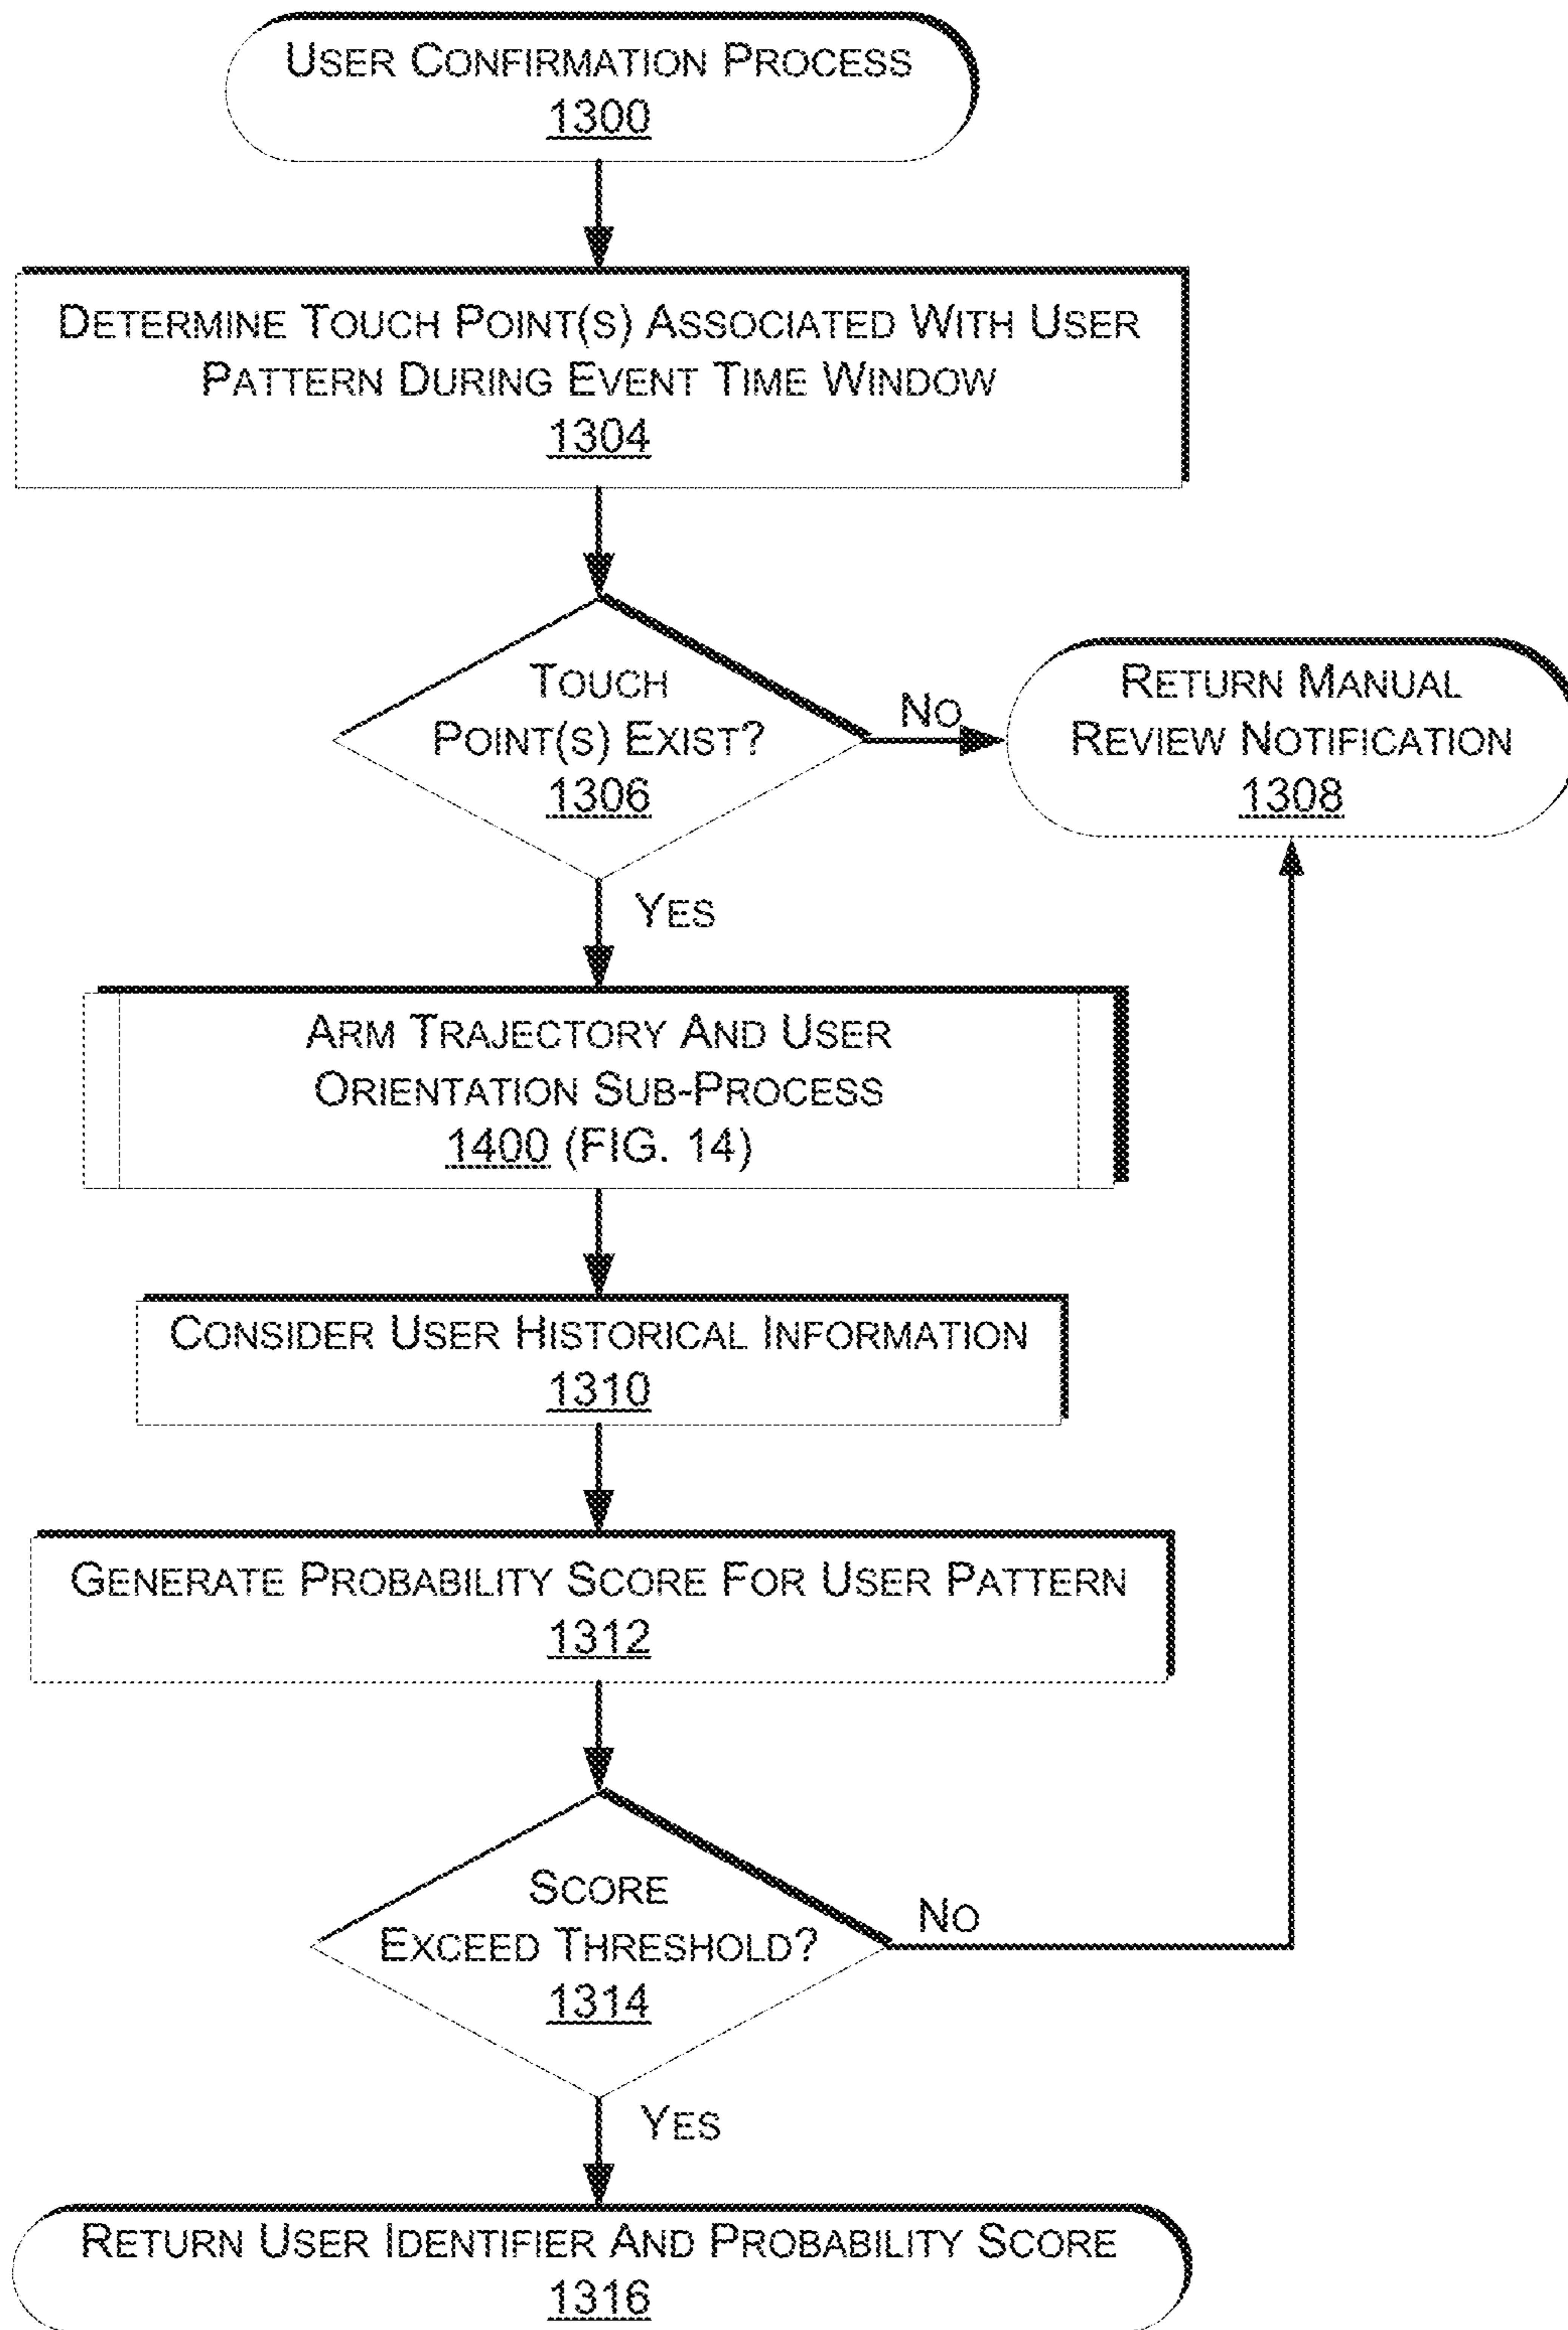 USER CONFIRMATION PROCESS
1300
DETERMINE TOUCH POINT(S) ASSOCIATED WITH USER
PATTERN DURING EVENT TIME WINDOW
1304
TOUCH
POINT(S) EXIST?
1306
NO
RETURN MANUAL
REVIEW NOTIFICATION
1308
YES
ARM TRAJECTORY AND USER
ORIENTATION SUB-PROCESS
1400 (FIG. 14)
CONSIDER USER HISTORICAL INFORMATION
1310
GENERATE PROBABILITY SCORE FOR USER PATTERN
1312
SCORE
EXCEED THRESHOLD?
1314
NO
YES
RETURN USER IDENTIFIER AND PROBABILITY SCORE
1316